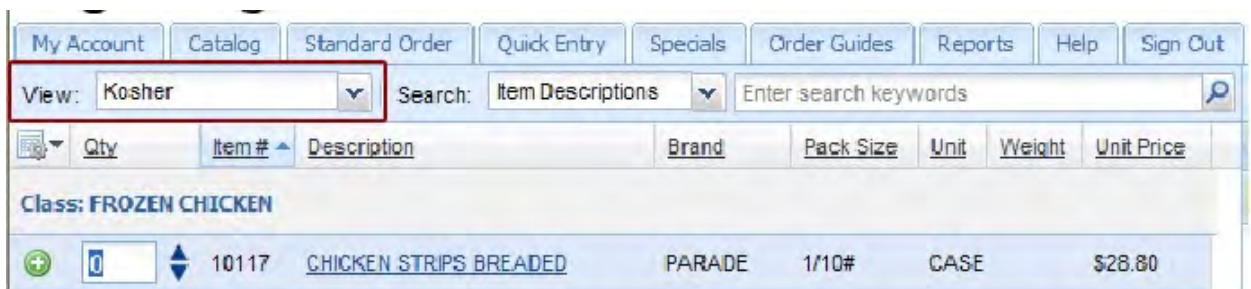 My Account Catalog Standard Order Quick Entry Specials Order Guides Reports Help Sign Out
View: Kosher Search: Item Descriptions Enter search keywords
Qty Item # Description Brand Pack Size Unit Weight Unit Price
Class: FROZEN CHICKEN
0 10117 CHICKEN STRIPS BREADED PARADE 1/10# CASE $28.80